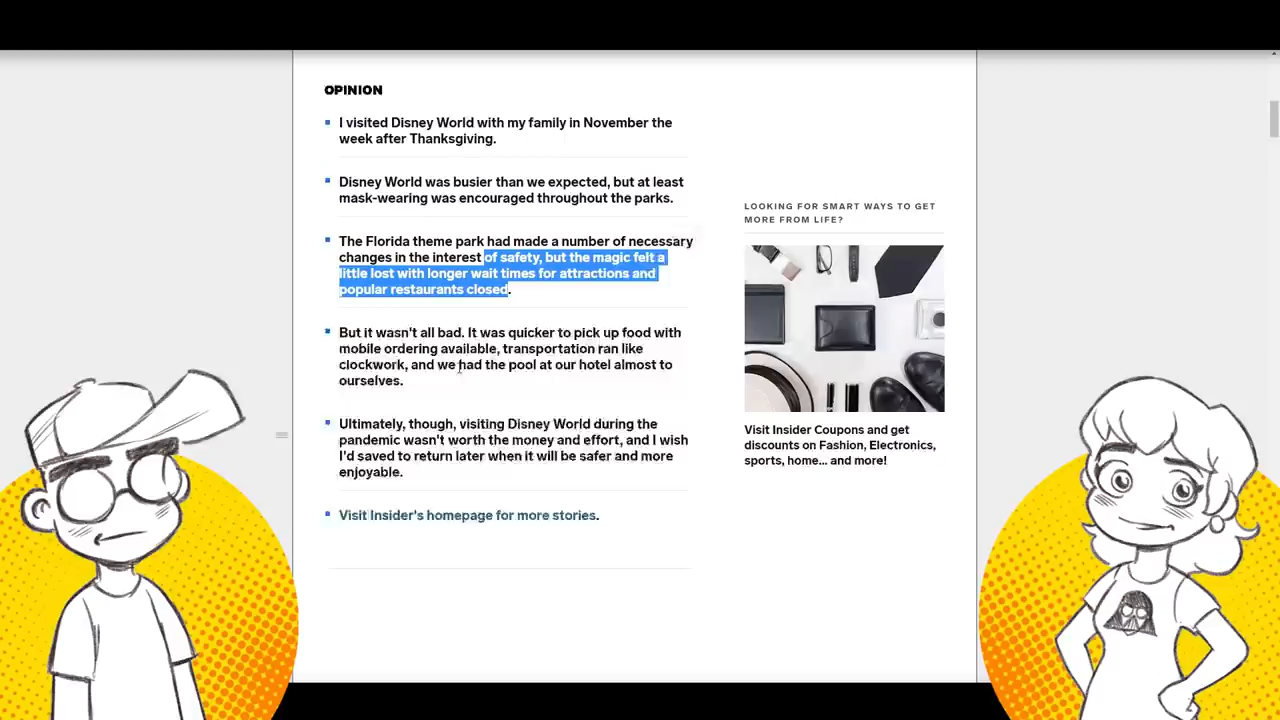 OPINION
I visited Disney World with my family in November the
week after Thanksgiving.
Disney World was busier than we expected, but at least
mask-wearing was encouraged throughout the parks.
The Florida theme park had made a number of necessary
changes in the interest of safety, but the magic felt a
little lost with longer wait times for attractions and
popular restaurants closed.
But it wasn't all bad. It was quicker to pick up food with
mobile ordering available, transportation ran like
clockwork, and we had the pool at our hotel almost to
ourselves.
Ultimately, though, visiting Disney World during the
pandemic wasn't worth the money and effort, and I wish
I'd saved to return later when it will be safer and more
enjoyable.
Visit Insider's homepage for more stories.
LOOKING FOR SMART WAYS TO GET
MORE FROM LIFE?
Visit Insider Coupons and get
discounts on Fashion, Electronics,
sports, home... and more!